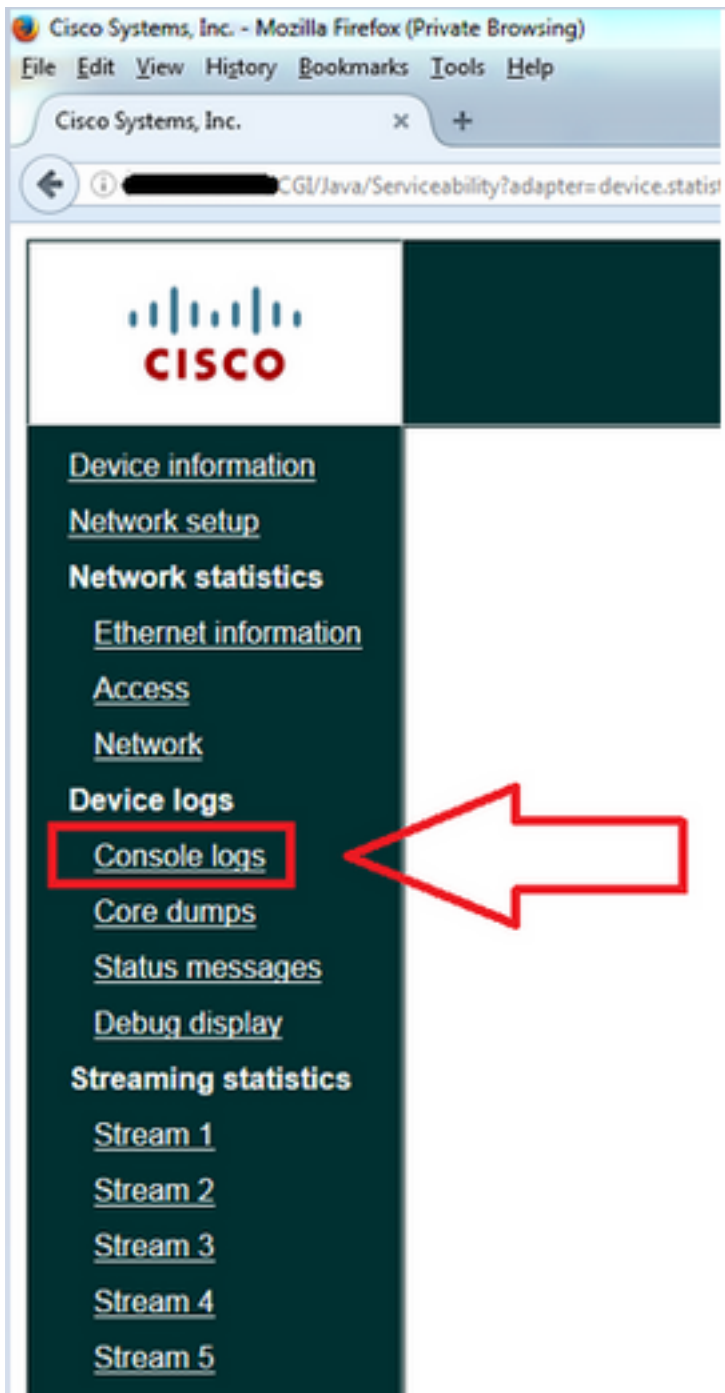 Cisco Systems, Inc. - Mozilla Firefox (Private Browsing)
File Edit View History Bookmarks Tools Help
Cisco Systems, Inc. × +
CGI/Java/Serviceability?adapter=device.statist
CISCO
Device information
Network setup
Network statistics
Ethernet information
Access
Network
Device logs
Console logs
Core dumps
Status messages
Debug display
Streaming statistics
Stream 1
Stream 2
Stream 3
Stream 4
Stream 5